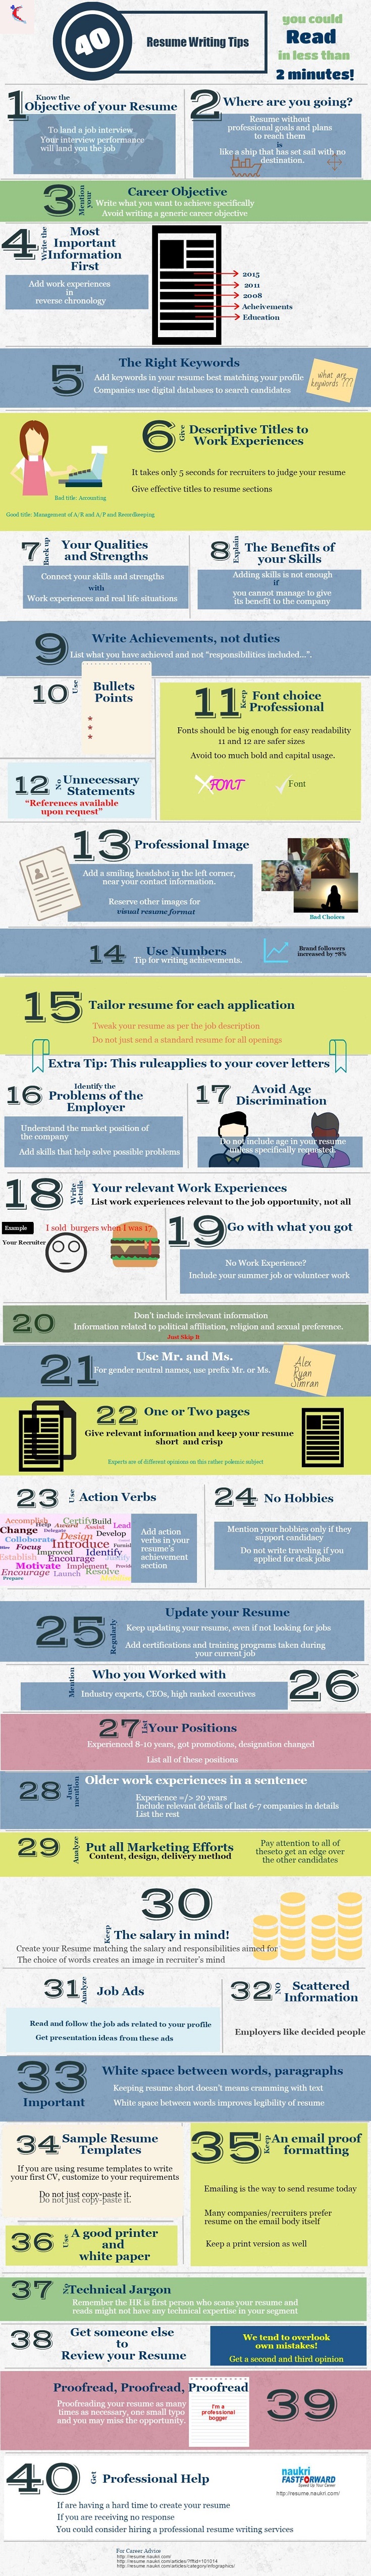 40
Resume Writing Tips
you could
Read
in less than
2 minutes!
1 Know the
Objective of your Resume
To land a job interview
Your interview performance
will land you the job
2 Where are you going?
Resume without
professional goals and plans
to reach them
is
like a ship that has set sail with no
destination.
3 Mention your
Career Objective
Write what you want to achieve specifically
Avoid writing a generic career objective
4 Write the
Most
Important
Information
First
Add work experiences
in
reverse chronology
2015
2011
2008
Acheivements
Education
5 The Right Keywords
Add keywords in your resume best matching your profile
Companies use digital databases to search candidates
what are
keywords ???
6 Give
Descriptive Titles to
Work Experiences
It takes only 5 seconds for recruiters to judge your resume
Give effective titles to resume sections
Bad title: Accounting
Good title: Management of A/R and A/P and Recordkeeping
7 Back up
Your Qualities
and Strengths
Connect your skills and strengths
with
Work experiences and real life situations
8 Explain
The Benefits of
your Skills
Adding skills is not enough
if
you cannot manage to give
its benefit to the company
9 Write Achievements, not duties
List what you have achieved and not "responsibilities included...".
10 Use
Bullets
Points
11 Keep
Font choice
Professional
Fonts should be big enough for easy readability
11 and 12 are safer sizes
Avoid too much bold and capital usage.
FONT
Font
12 No
Unnecessary
Statements
"References available
upon request"
13 Professional Image
Add a smiling headshot in the left corner,
near your contact information.
Reserve other images for
visual resume format
Bad Choices
14 Use Numbers
Tip for writing achievements.
Brand followers
increased by 78%
15 Tailor resume for each application
Tweak your resume as per the job description
Do not just send a standard resume for all openings
Extra Tip: This ruleapplies to your cover letters
16 Identify the
Problems of the
Employer
Understand the market position of
the company
Add skills that help solve possible problems
17 Avoid Age
Discrimination
include age in your resume
specifically requested.
18 Write details
Your relevant Work Experiences
List work experiences relevant to the job opportunity, not all
Example
I sold burgers when I was 17
Your Recruiter
19 Go with what you got
No Work Experience?
Include your summer job or volunteer work
20 Don't include irrelevant information
Information related to political affiliation, religion and sexual preference.
Just Skip It
21 Use Mr. and Ms.
For gender neutral names, use prefix Mr. or Ms.
Alex
Ryan
Simran
22 One or Two pages
Give relevant information and keep your resume
short and crisp
Experts are of different opinions on this rather polemic subject
23 Use
Action Verbs
Accomplish
Help
Award
Certify
Build
Change
Delegate
Assist
Lead
Colloborate
Design
Develop
Focus
Introduce
Improved
Identify
Establish
Encourage
Motivate
Implement,
Encourage
Launch
Resolve
Prepare
Add action
verbs in your
resume's
achievement
section
24 No Hobbies
Mention your hobbies only if they
support candidacy
Do not write traveling if you
applied for desk jobs
25 Regularly
Update your Resume
Keep updating your resume, even if not looking for jobs
Add certifications and training programs taken during
your current job
26 Mention
Who you Worked with
Industry experts, CEOs, high ranked executives
27 List
Your Positions
Experienced 8-10 years, got promotions, designation changed
List all of these positions
28 Just mention
Older work experiences in a sentence
Experience =/> 20 years
Include relevant details of last 6-7 companies in details
List the rest
29 Analyze
Put all Marketing Efforts
Content, design, delivery method
Pay attention to all of
theseto get an edge over
the other candidates
30
Keep
The salary in mind!
Create your Resume matching the salary and responsibilities aimed for
The choice of words creates an image in recruiter's mind
31 Analyze
Job Ads
Read and follow the job ads related to your profile
Get presentation ideas from these ads
32 No
Scattered
Information
Employers like decided people
33 Important
White space between words, paragraphs
Keeping resume short doesn't means cramming with text
White space between words improves legibility of resume
34 Sample Resume
Templates
If you are using resume templates to write
your first CV, customize to your requirements
Do not just copy-paste it.
Do not just copy-paste it.
35 Keep
An email proof
formatting
Emailing is the way to send resume today
Many companies/recruiters prefer
resume on the email body itself
Keep a print version as well
36 Use
A good printer
and
white paper
37 No
Technical Jargon
Remember the HR is first person who scans your resume and
reads might not have any technical expertise in your segment
38 Get someone else
to
Review your Resume
We tend to overlook
own mistakes!
Get a second and third opinion
39
Proofread, Proofread, Proofread
Proofreading your resume as many
times as necessary, one small typo
and you may miss the opportunity.
I'm a
professional
bogger
40 Get
Professional Help
If are having a hard time to create your resume
If you are receiving no response
You could consider hiring a professional resume writing services
naukri
FASTFORWARD
Speed Up Your Career
http://resume.naukri.com/
For Career Advice
http://resume.naukri.com/
http://resume.naukri.com/articles/?ftid=101014
http://resume.naukri.com/articles/category/infographics/